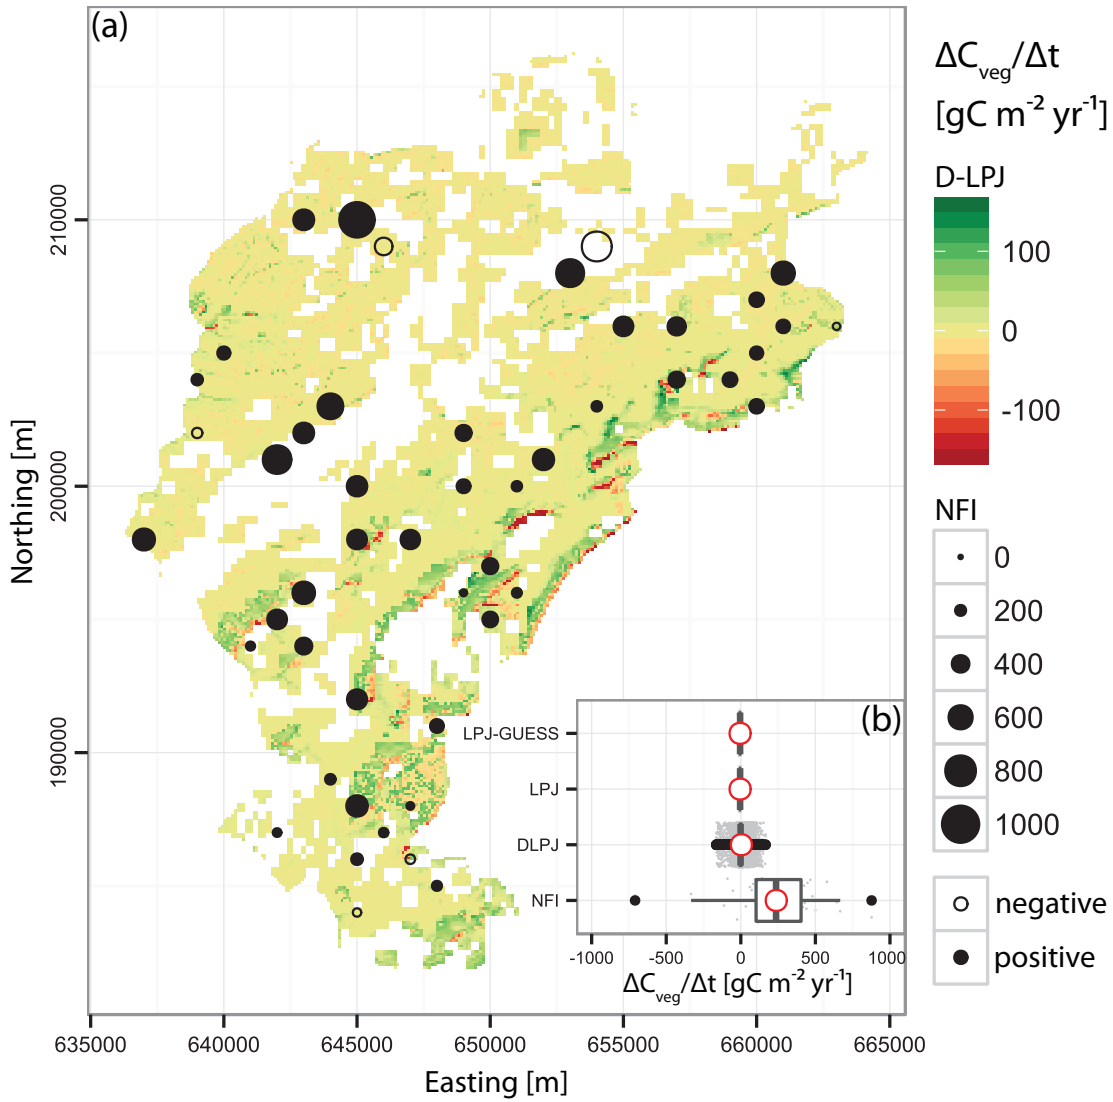 (a)
ΔCveg/Δt
[gC m⁻² yr⁻¹]
D-LPJ
100
0
-100
NFI
0
200
400
600
800
1000
negative
positive
Northing [m]
210000
200000
190000
635000 640000 645000 650000 655000 660000 665000
Easting [m]
(b)
LPJ-GUESS
LPJ
DLPJ
NFI
-1000 -500 0 500 1000
ΔCveg/Δt [gC m⁻² yr⁻¹]